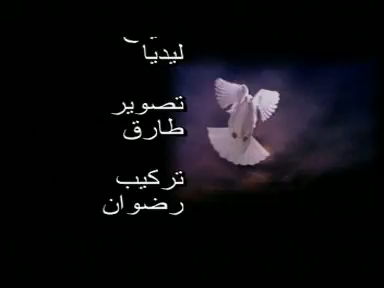 ليديا
تصوير
طارق
تركيب
رضوان